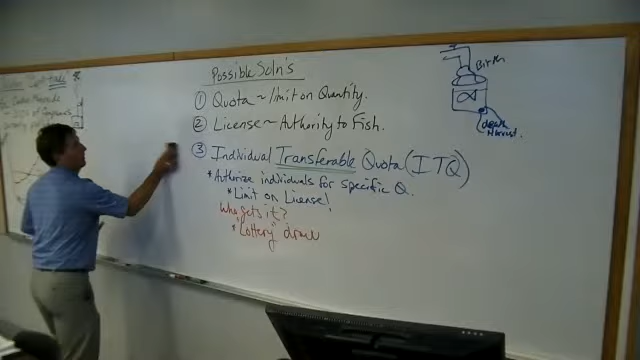 Possible Soln's
① Quota ~ limit on Quantity.
② License ~ Authority to Fish.
③ Individual Transferable Quota (ITQ)
*Authorize individuals for specific Q.
*Limit on License!
Who gets it?
*"Lottery" draw
Birth
death
Harvest.